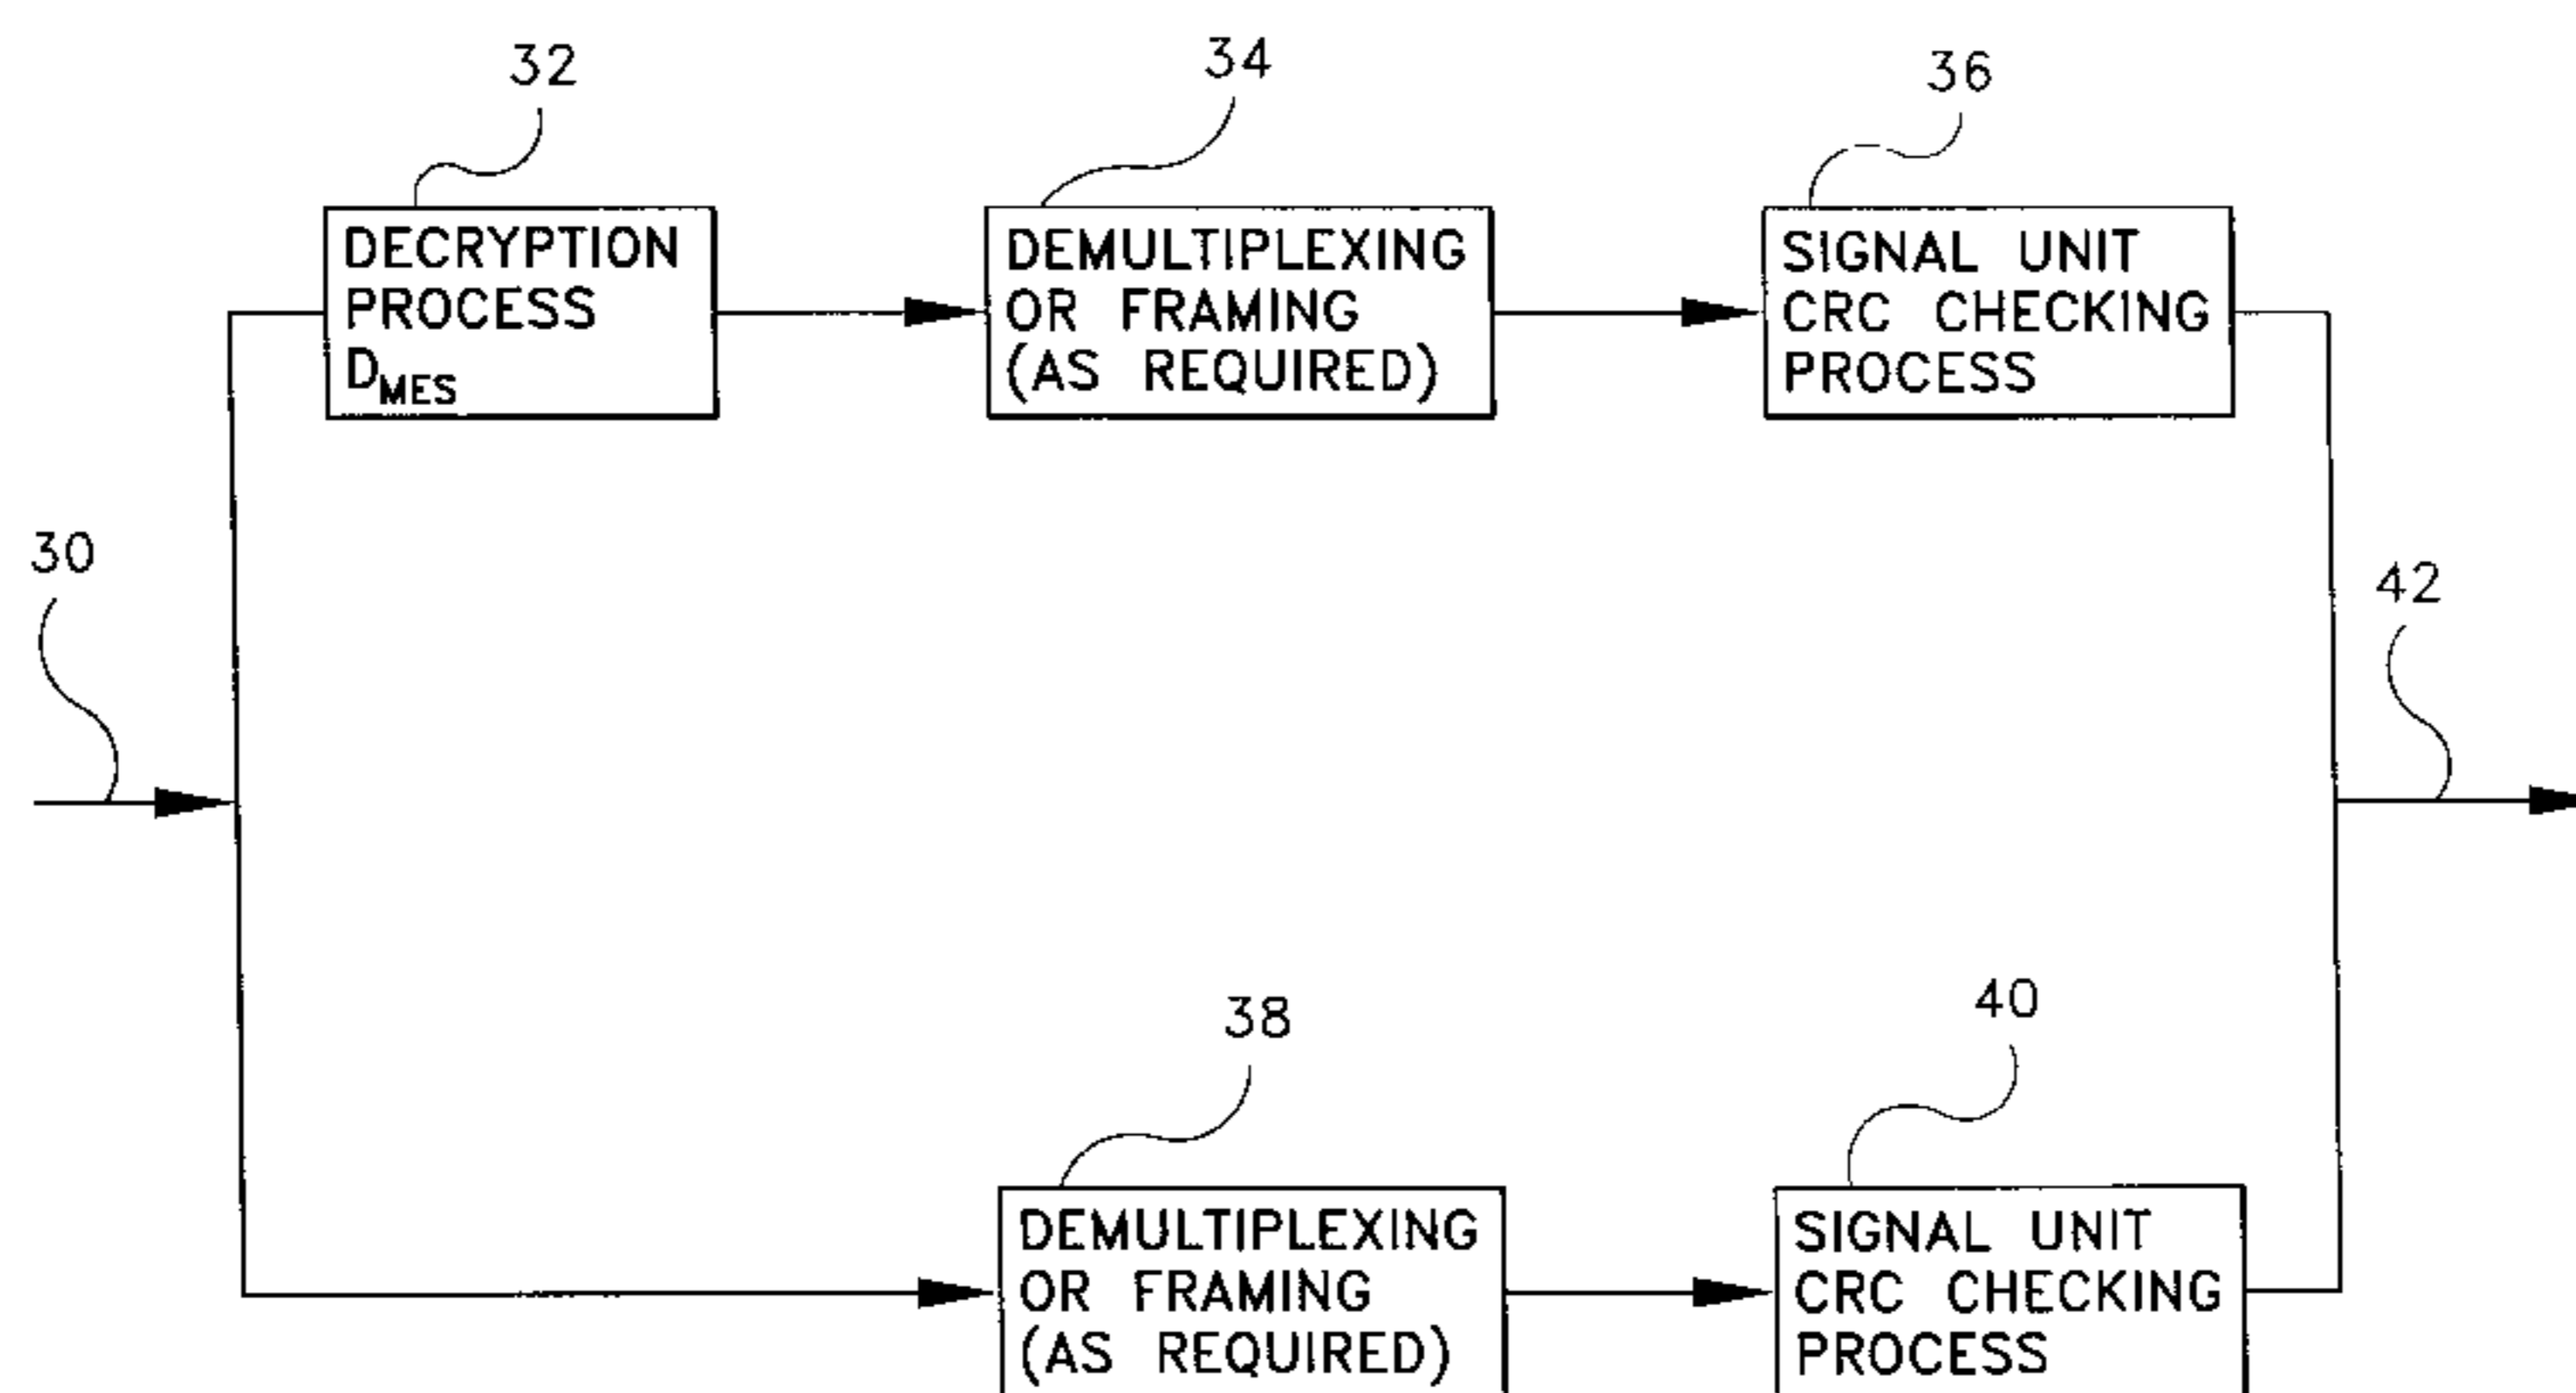 32
34
36
DECRYPTION
PROCESS
D_MES
DEMULTIPLEXING
OR FRAMING
(AS REQUIRED)
SIGNAL UNIT
CRC CHECKING
PROCESS
30
42
38
40
DEMULTIPLEXING
OR FRAMING
(AS REQUIRED)
SIGNAL UNIT
CRC CHECKING
PROCESS